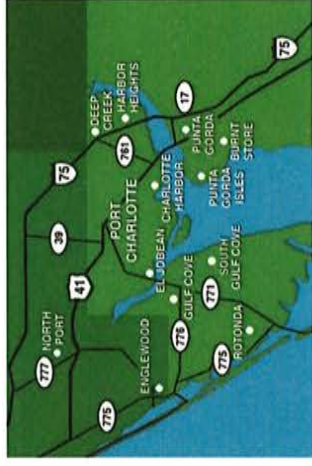 75
DEEP
CREEK
HARBOR
HEIGHTS
17
75
761
39
PORT
CHARLOTTE
CHARLOTTE
HARBOR
PUNTA
GORDA
PUNTA
GORDA
ISLES
BURNT
STORE
41
NORTH
PORT
777
EL JOBEAN
GULF COVE
SOUTH
GULF COVE
771
776
ENGLEWOOD
775
ROTONDA
775